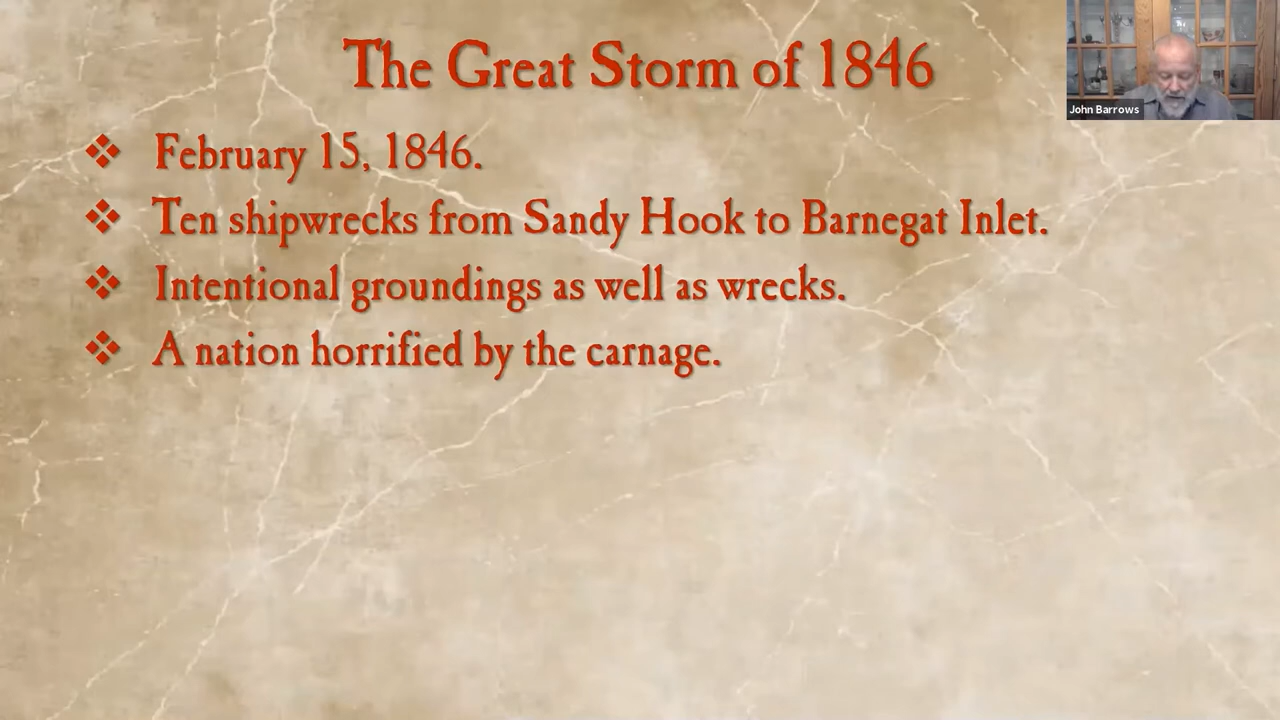 The Great Storm of 1846
John Barrows
❖ February 15, 1846.
❖ Ten shipwrecks from Sandy Hook to Barnegat Inlet.
❖ Intentional groundings as well as wrecks.
❖ A nation horrified by the carnage.